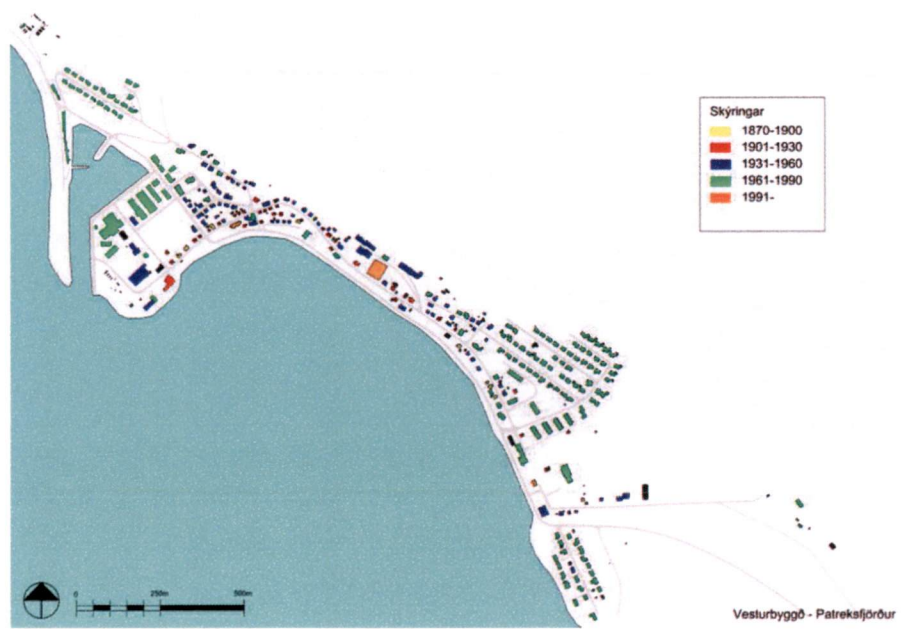 Skýringar
1870-1900
1901-1930
1931-1960
1961-1990
1991-
0 250m 500m
Vesturbyggð - Patreksfjörður